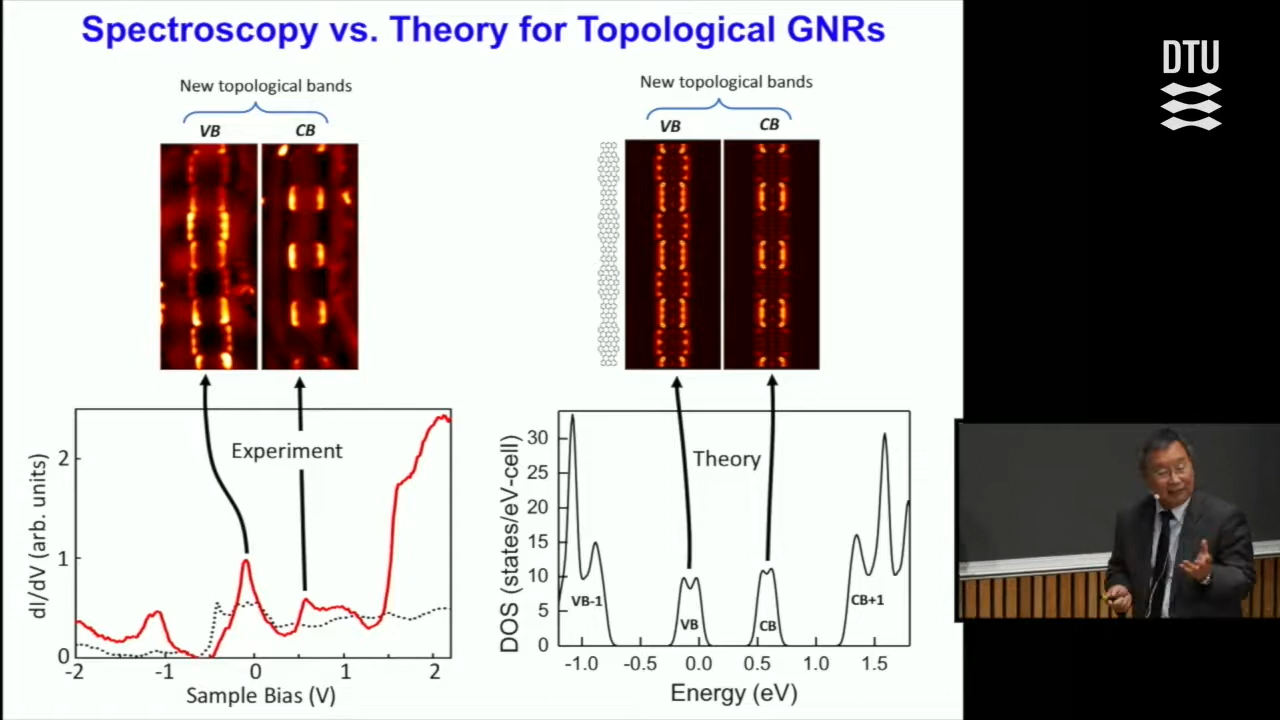 Spectroscopy vs. Theory for Topological GNRs
DTU
New topological bands
VB
CB
New topological bands
VB
CB
Experiment
dI/dV (arb. units)
2
1
0
-2
-1
0
1
2
Sample Bias (V)
Theory
DOS (states/eV-cell)
30
25
20
15
10
5
0
VB-1
VB
CB
CB+1
-1.0
-0.5
0.0
0.5
1.0
1.5
Energy (eV)